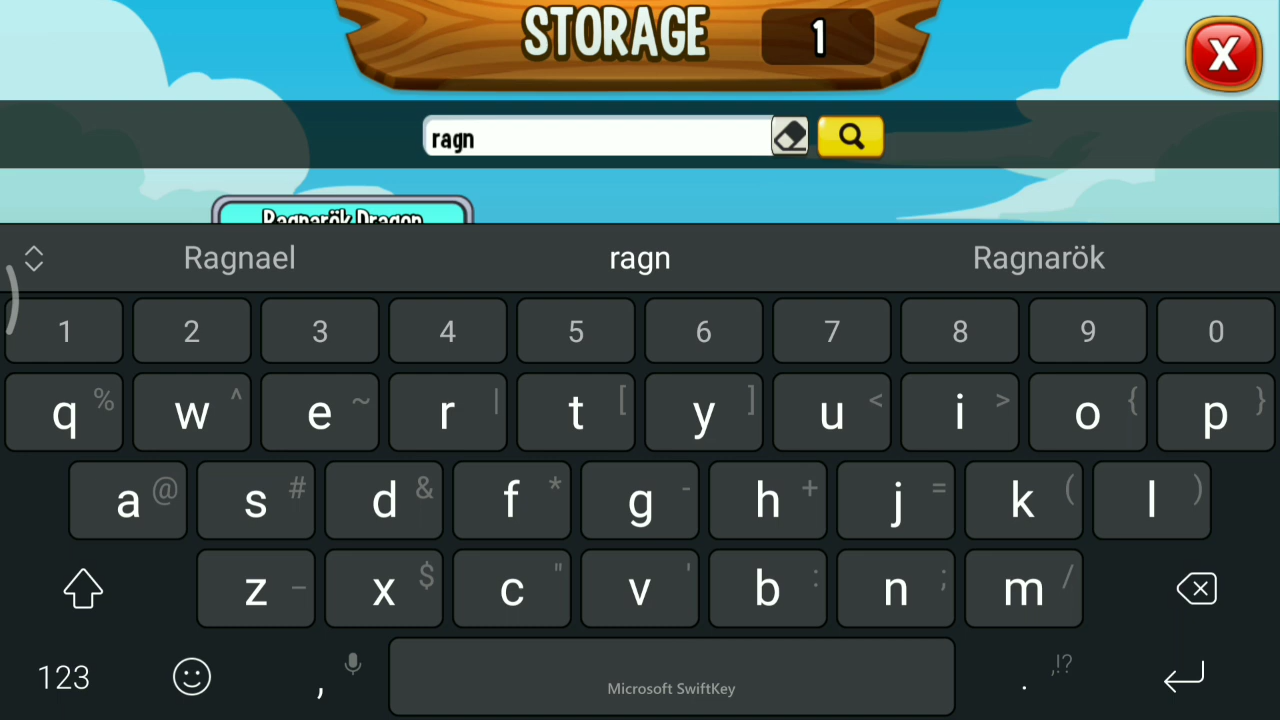 STORAGE 1
X
ragn
Ragnarök Dragon
Ragnael ragn Ragnarök
1 2 3 4 5 6 7 8 9 0
q % w ^ e ~ r | t [ y ] u < i > o { p }
a @ s # d & f * g - h + j = k ( l )
z _ x $ c " v ' b : n ; m /
123 , Microsoft SwiftKey . ,!?